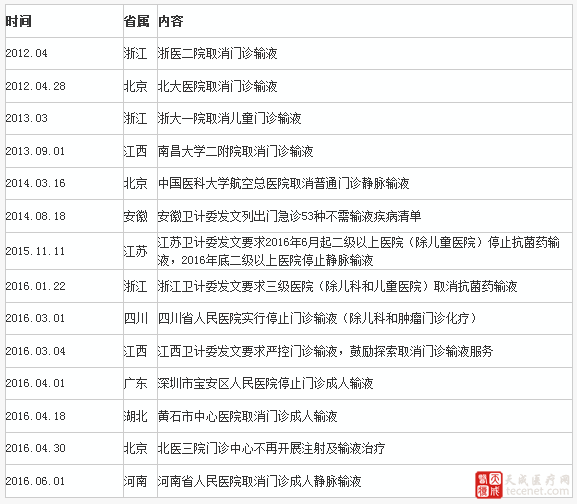 时间 省属 内容
2012.04 浙江 浙医二院取消门诊输液
2012.04.28 北京 北大医院取消门诊输液
2013.03 浙江 浙大一院取消儿童门诊输液
2013.09.01 江西 南昌大学二附院取消门诊输液
2014.03.16 北京 中国医科大学航空总医院取消普通门诊静脉输液
2014.08.18 安徽 安徽卫计委发文列出门急诊53种不需输液疾病清单
2015.11.11 江苏 江苏卫计委发文要求2016年6月起二级以上医院（除儿童医院）停止抗菌药输
液，2016年底二级以上医院停止静脉输液
2016.01.22 浙江 浙江卫计委发文要求三级医院（除儿科和儿童医院）取消抗菌药输液
2016.03.01 四川 四川省人民医院实行停止门诊输液（除儿科和肿瘤门诊化疗）
2016.03.04 江西 江西卫计委发文要求严控门诊输液，鼓励探索取消门诊输液服务
2016.04.01 广东 深圳市宝安区人民医院停止门诊成人输液
2016.04.18 湖北 黄石市中心医院取消门诊成人输液
2016.04.30 北京 北医三院门诊中心不再开展注射及输液治疗
2016.06.01 河南 河南省人民医院取消门诊成人静脉输液
天成医疗网
tecenet.com